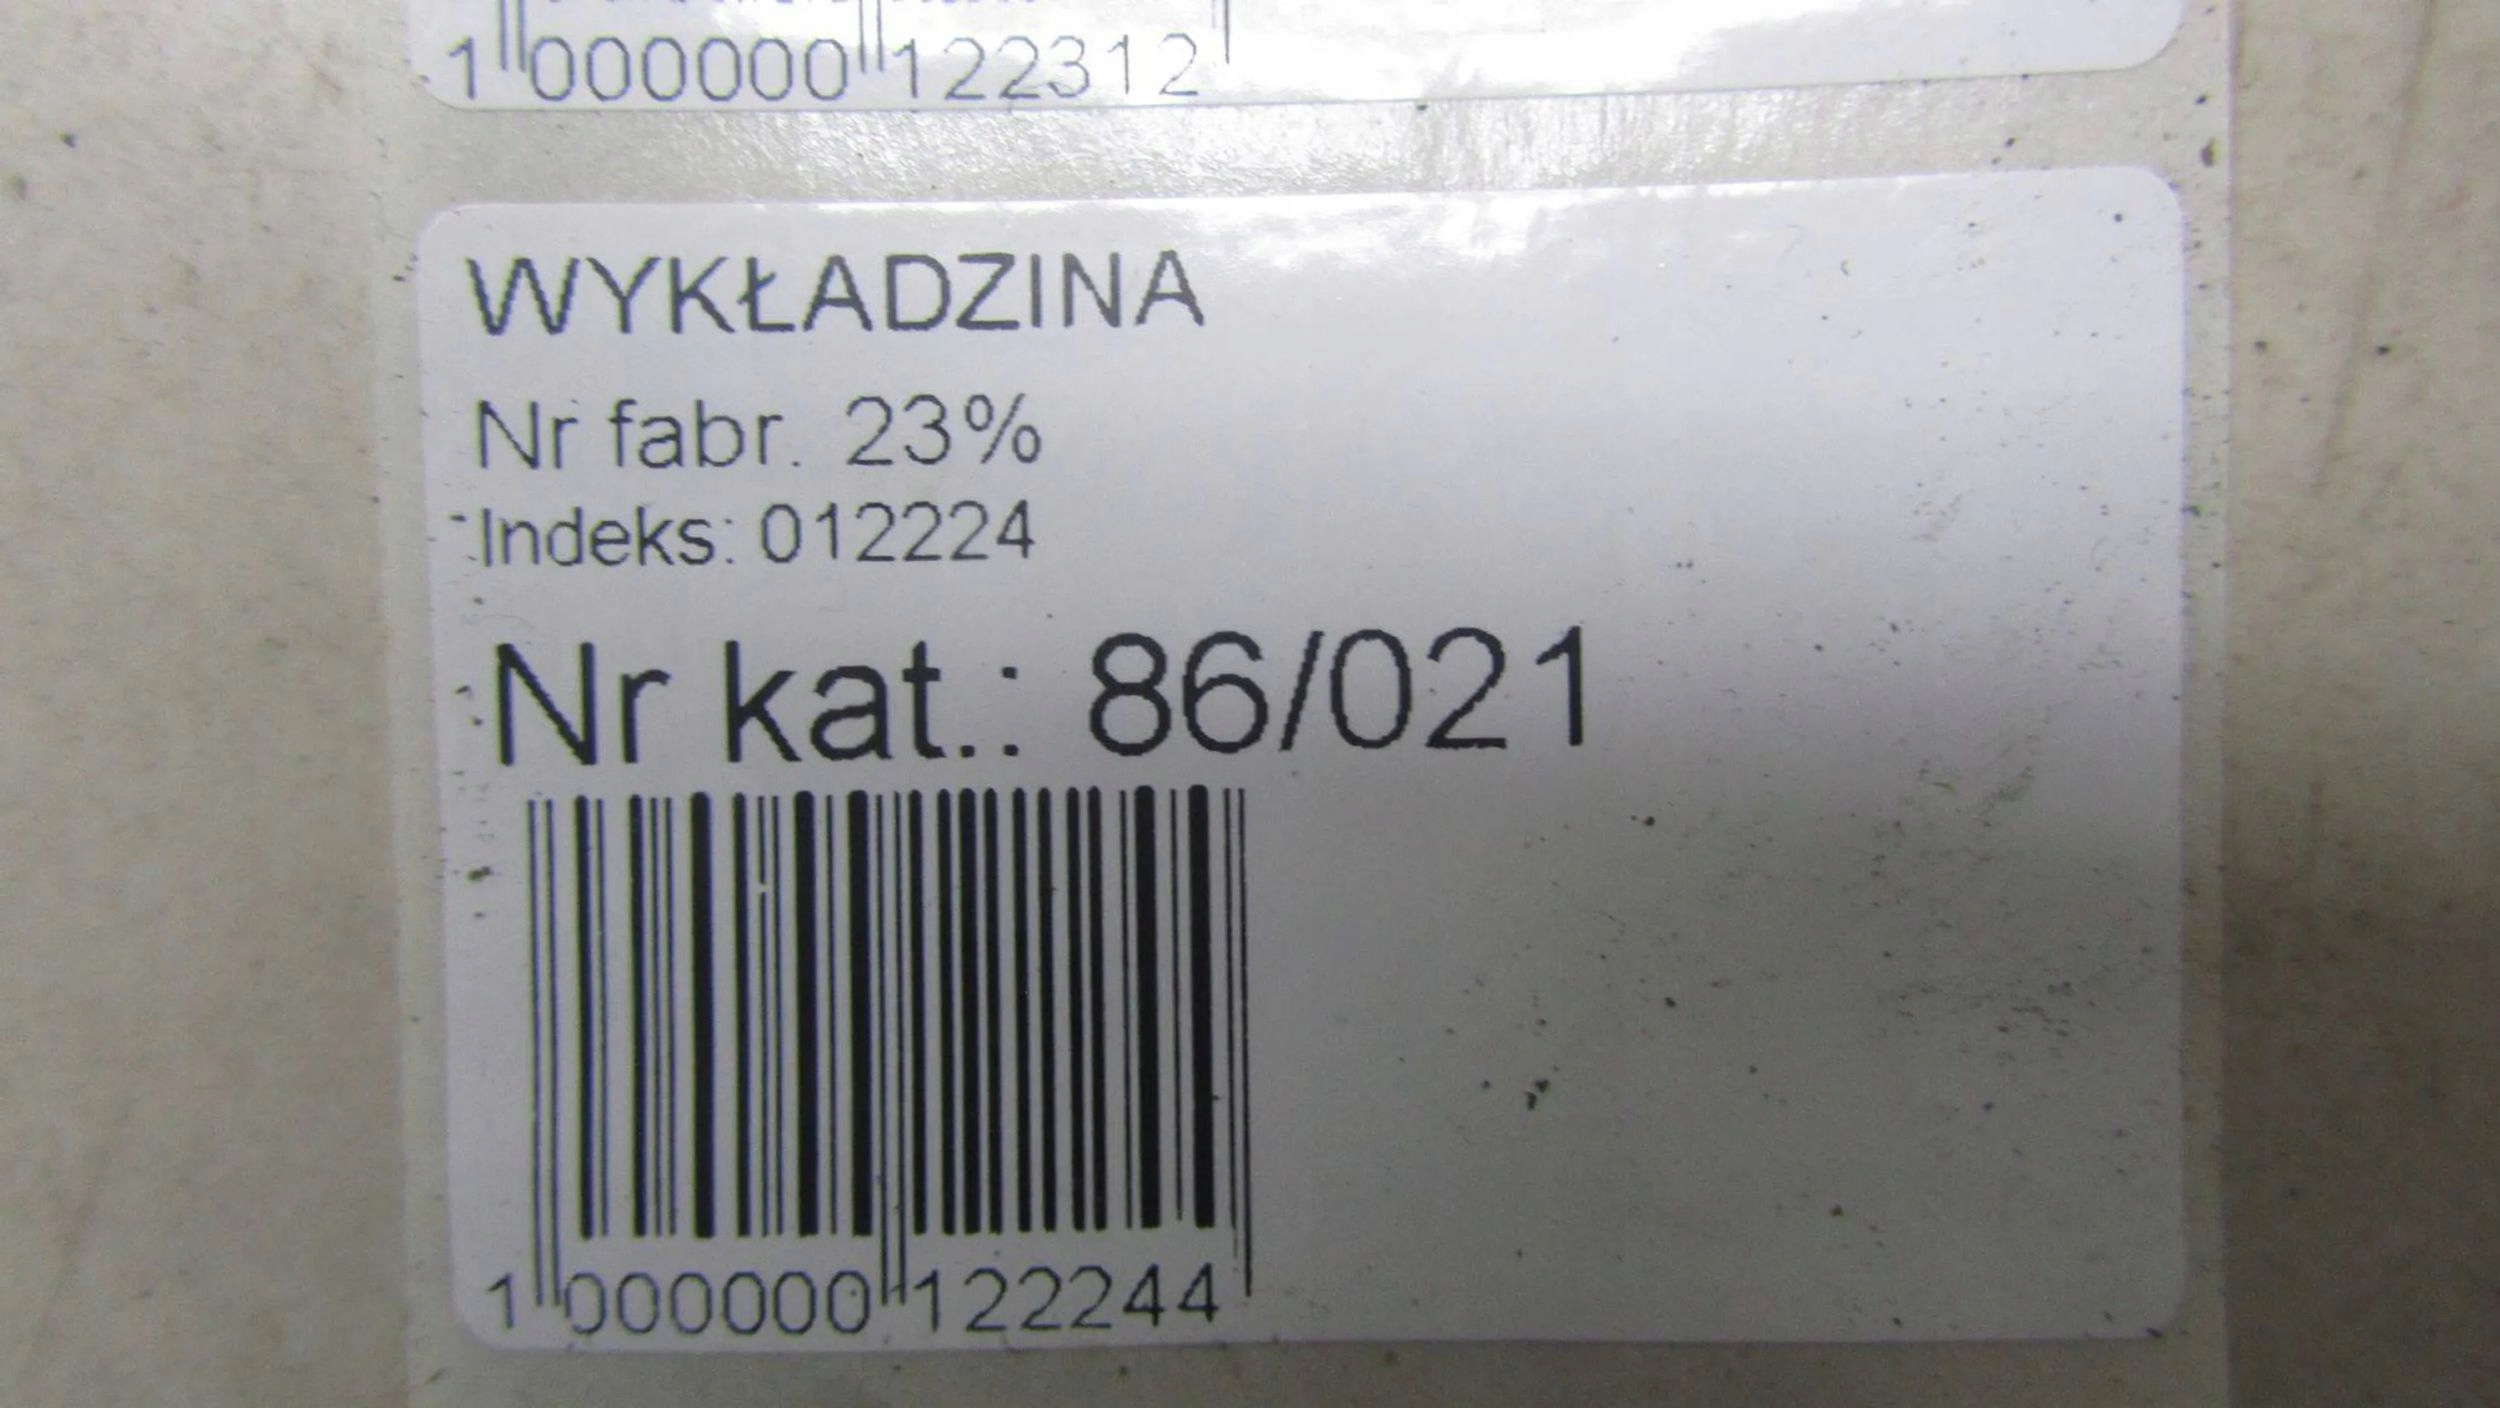 1 000000 122312
WYKŁADZINA
Nr fabr. 23%
Indeks: 012224
Nr kat.: 86/021
1 000000 122244